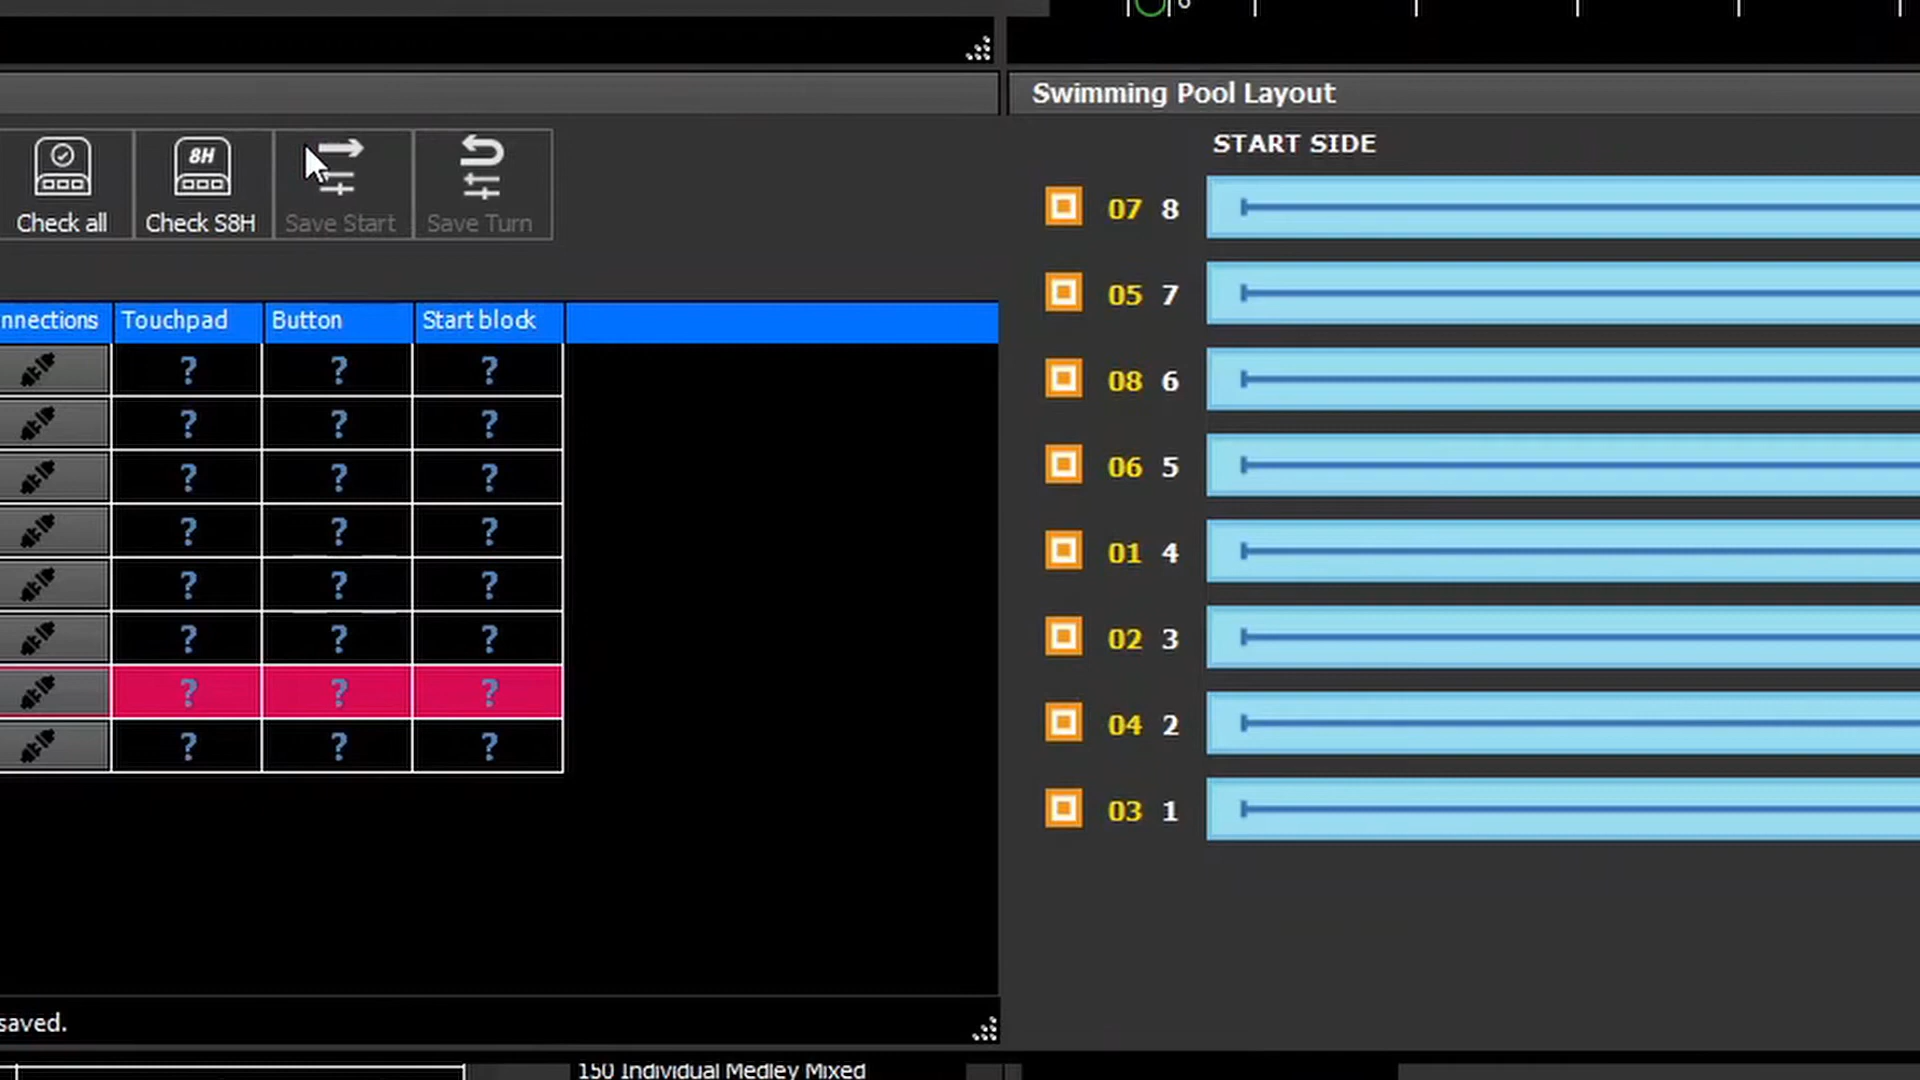 6
Swimming Pool Layout
START SIDE
8H
Check all
Check S8H
Save Start
Save Turn
nnections
Touchpad
Button
Start block
? ? ?
? ? ?
? ? ?
? ? ?
? ? ?
? ? ?
? ? ?
? ? ?
07 8
05 7
08 6
06 5
01 4
02 3
04 2
03 1
saved.
150 Individual Medley Mixed